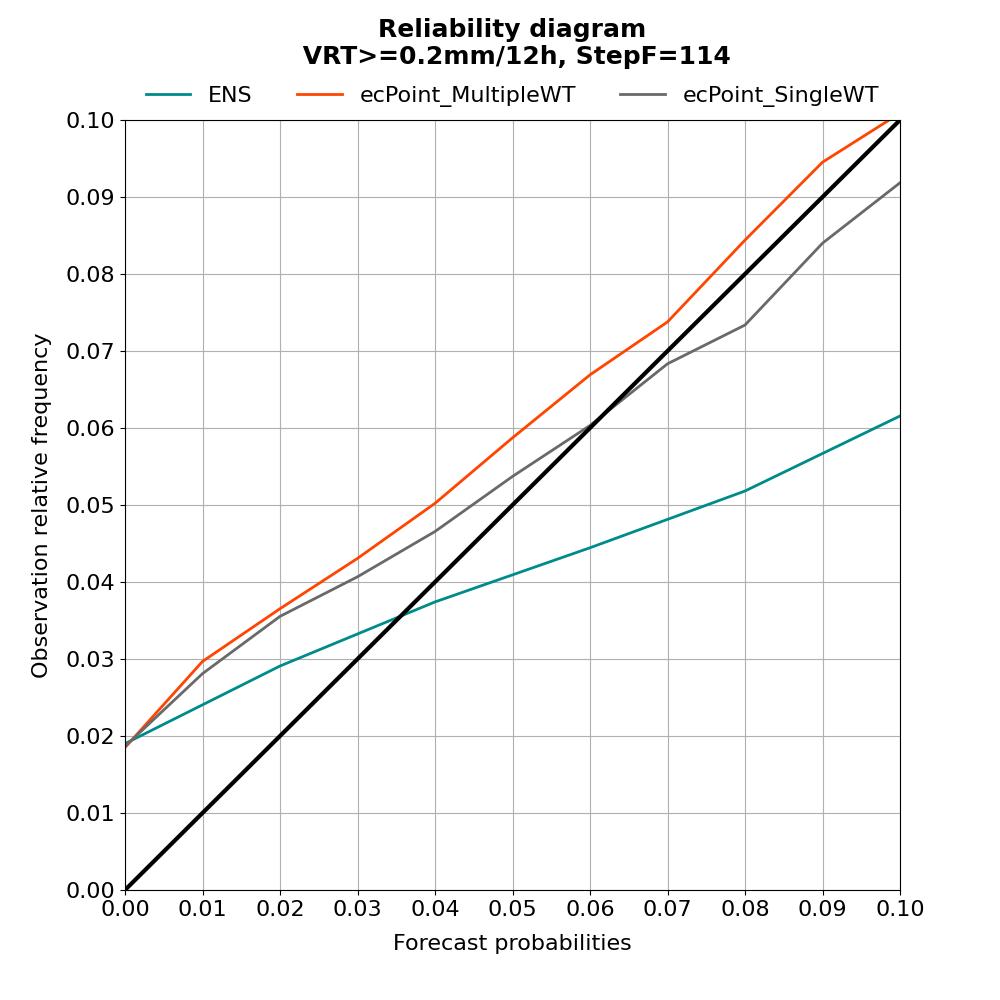 Reliability diagram
VRT>=0.2mm/12h, StepF=114
ENS ecPoint_MultipleWT ecPoint_SingleWT
0.10
0.09
0.08
0.07
0.06
0.05
0.04
0.03
0.02
0.01
0.00
Observation relative frequency
0.00 0.01 0.02 0.03 0.04 0.05 0.06 0.07 0.08 0.09 0.10
Forecast probabilities